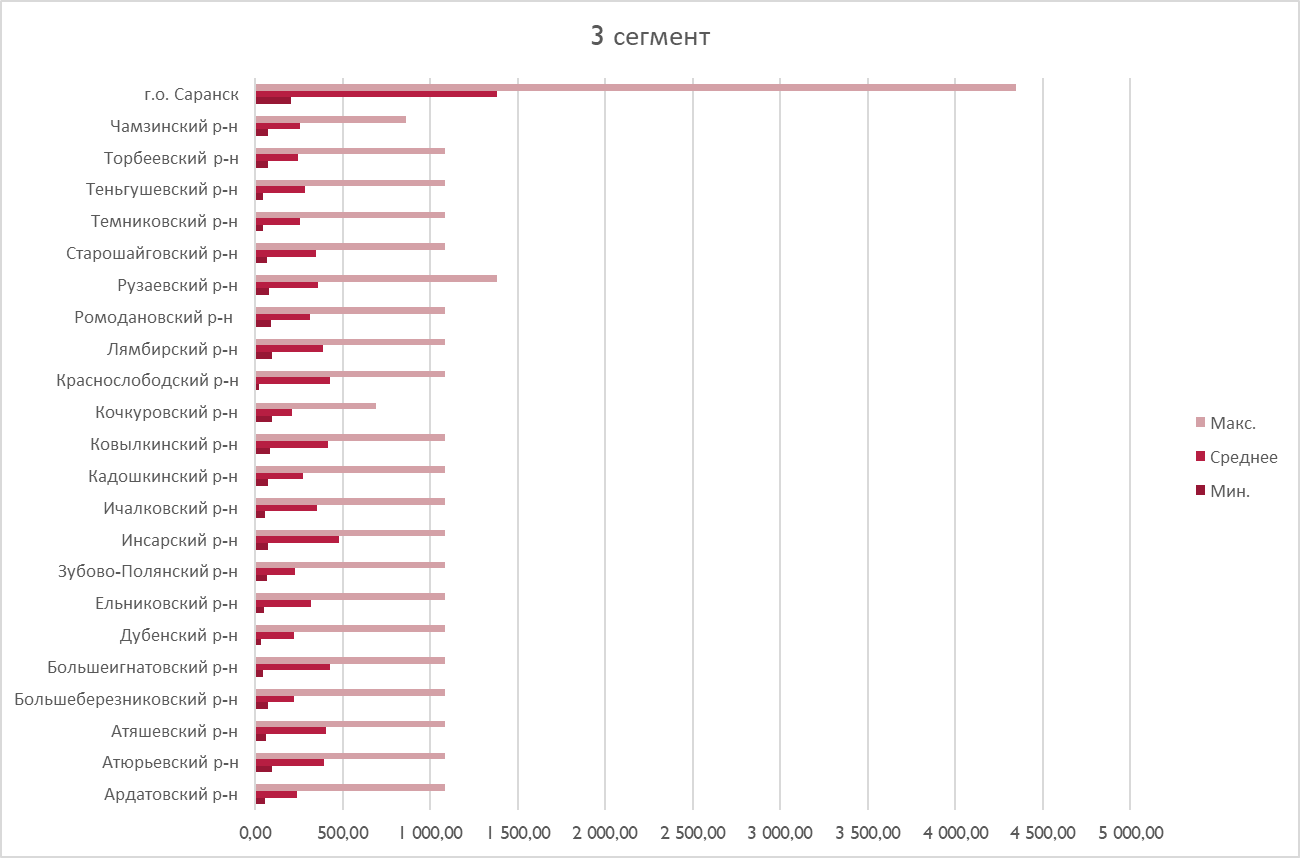 3 сегмент
г.о. Саранск
Чамзинский р-н
Торбеевский р-н
Теньгушевский р-н
Темниковский р-н
Старошайговский р-н
Рузаевский р-н
Ромодановский р-н
Лямбирский р-н
Краснослободский р-н
Кочкуровский р-н
Ковылкинский р-н
Кадошкинский р-н
Ичалковский р-н
Инсарский р-н
Зубово-Полянский р-н
Ельниковский р-н
Дубенский р-н
Большеигнатовский р-н
Большеберезниковский р-н
Атяшевский р-н
Атюрьевский р-н
Ардатовский р-н
0,00 500,00 1 000,00 1 500,00 2 000,00 2 500,00 3 000,00 3 500,00 4 000,00 4 500,00 5 000,00
Макс.
Среднее
Мин.